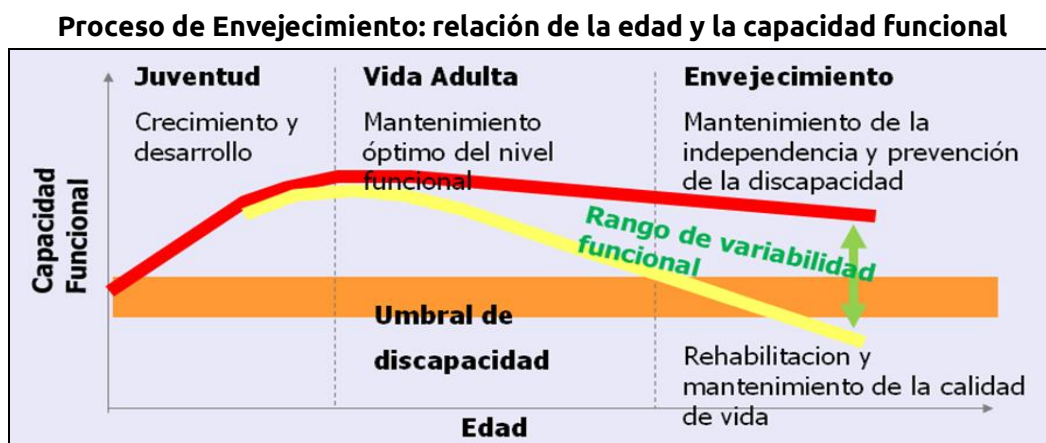 Proceso de Envejecimiento: relación de la edad y la capacidad funcional
Juventud
Crecimiento y
desarrollo
Vida Adulta
Mantenimiento
óptimo del nivel
funcional
Envejecimiento
Mantenimiento de la
independencia y prevención
de la discapacidad
Capacidad
Funcional
Rango de variabilidad
funcional
Umbral de
discapacidad
Rehabilitacion y
mantenimiento de la calidad
de vida
Edad